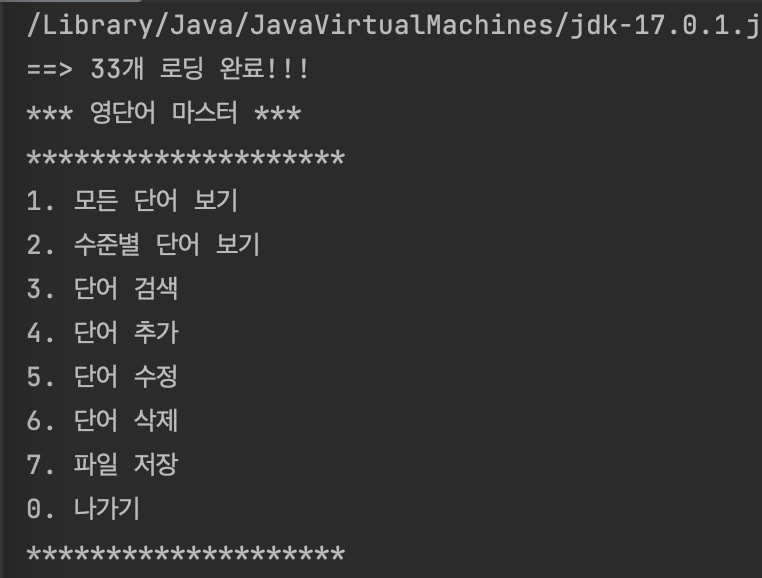 /Library/Java/JavaVirtualMachines/jdk-17.0.1.j
==> 33개 로딩 완료!!!
*** 영단어 마스터 ***
********************
1. 모든 단어 보기
2. 수준별 단어 보기
3. 단어 검색
4. 단어 추가
5. 단어 수정
6. 단어 삭제
7. 파일 저장
0. 나가기
********************